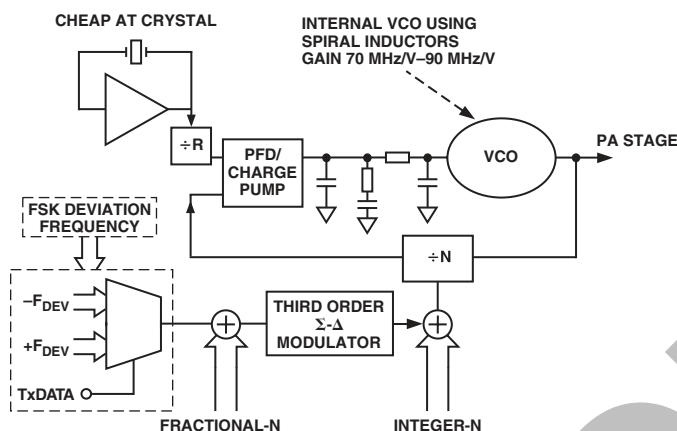 CHEAP AT CRYSTAL
INTERNAL VCO USING
SPIRAL INDUCTORS
GAIN 70 MHz/V–90 MHz/V
÷R
PFD/
CHARGE
PUMP
VCO
PA STAGE
FSK DEVIATION
FREQUENCY
÷N
–FDEV
+FDEV
TxDATA
THIRD ORDER
Σ-Δ
MODULATOR
FRACTIONAL-N
INTEGER-N